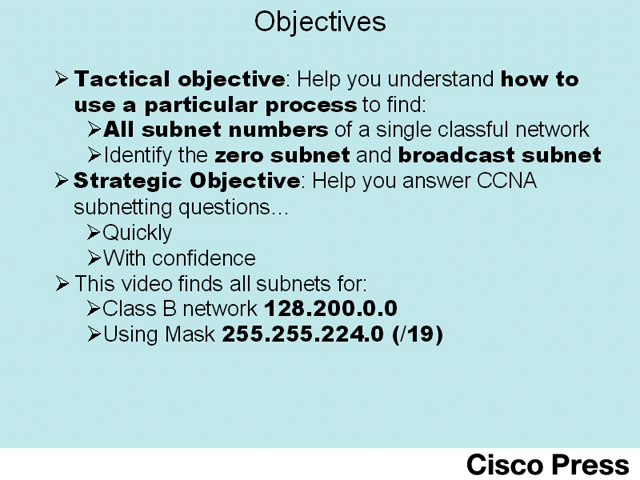 Objectives
➢ Tactical objective: Help you understand how to
use a particular process to find:
➢All subnet numbers of a single classful network
➢Identify the zero subnet and broadcast subnet
➢ Strategic Objective: Help you answer CCNA
subnetting questions...
➢Quickly
➢With confidence
➢ This video finds all subnets for:
➢Class B network 128.200.0.0
➢Using Mask 255.255.224.0 (/19)
Cisco Press